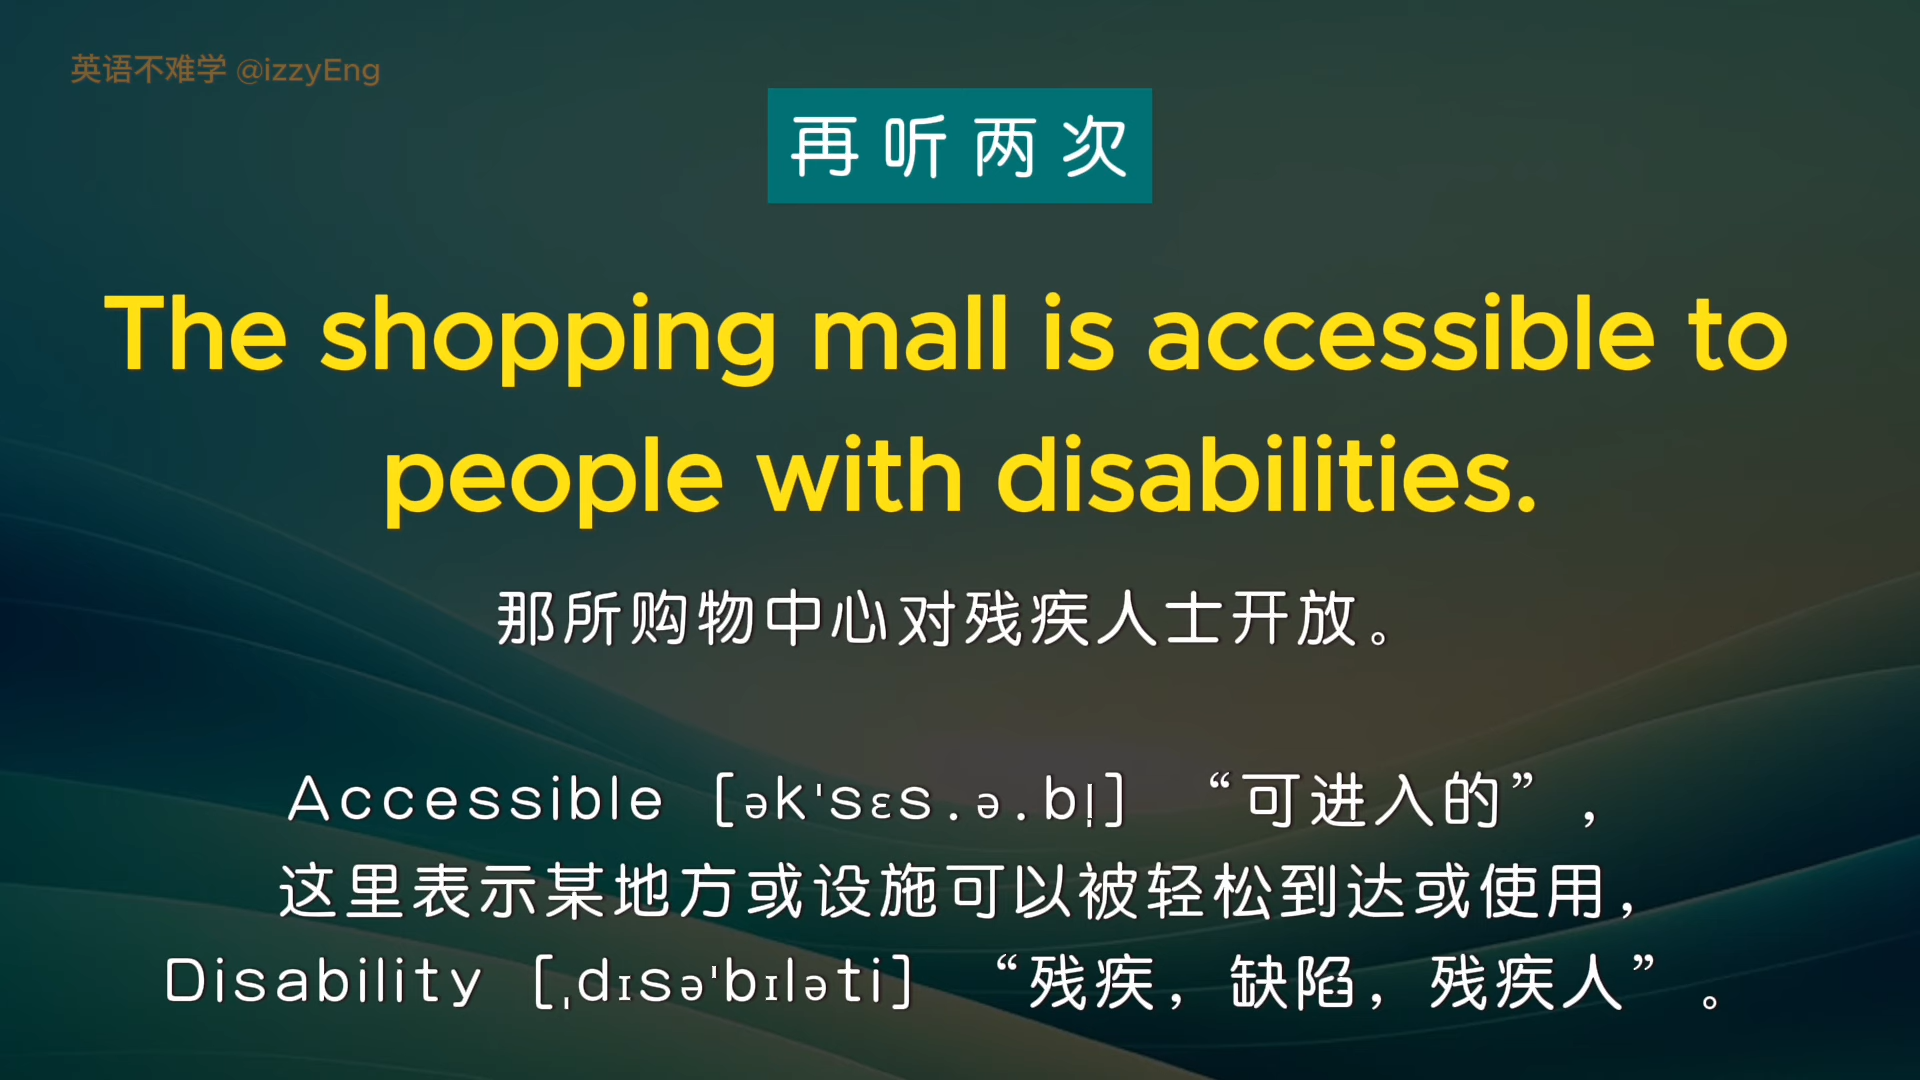 英语不难学 @izzyEng
再听两次
The shopping mall is accessible to
people with disabilities.
那所购物中心对残疾人士开放。
Accessible [əkˈsɛs.ə.bl̩] “可进入的”,
这里表示某地方或设施可以被轻松到达或使用,
Disability [ˌdɪsəˈbɪləti] “残疾, 缺陷, 残疾人”。